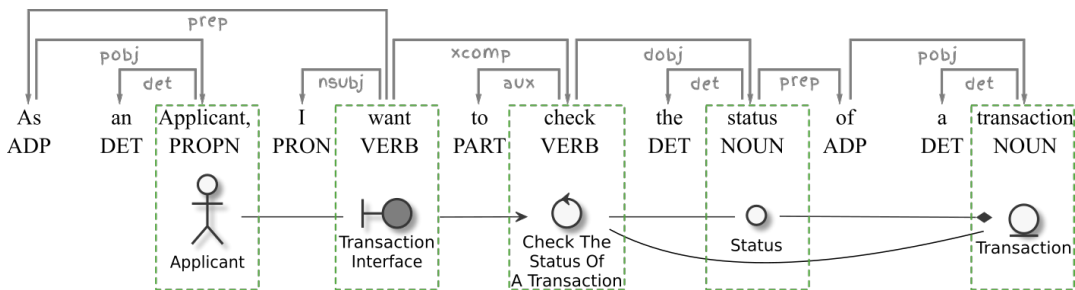 prep
pobj xcomp dobj pobj
det nsubj aux det prep det
As an Applicant, I want to check the status of a transaction
ADP DET PROPN PRON VERB PART VERB DET NOUN ADP DET NOUN
Applicant
Transaction
Interface
Check The
Status Of
A Transaction
Status
Transaction